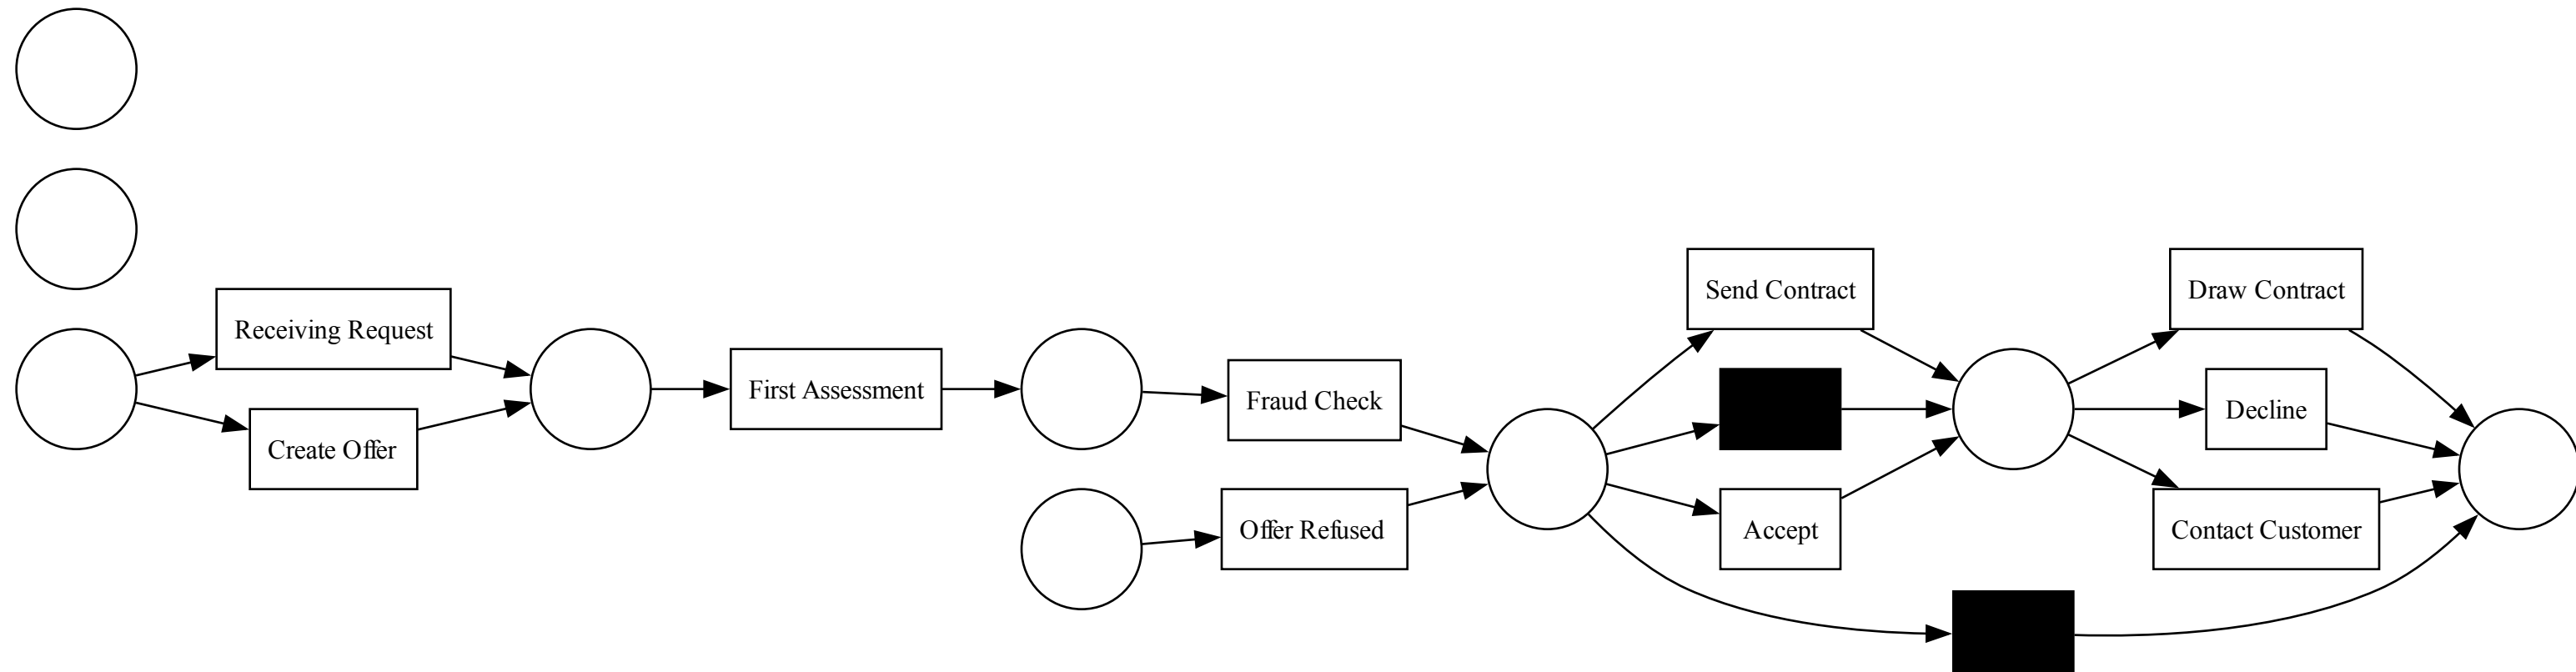 Send Contract
Draw Contract
Receiving Request
First Assessment
Fraud Check
Decline
Create Offer
Offer Refused
Accept
Contact Customer